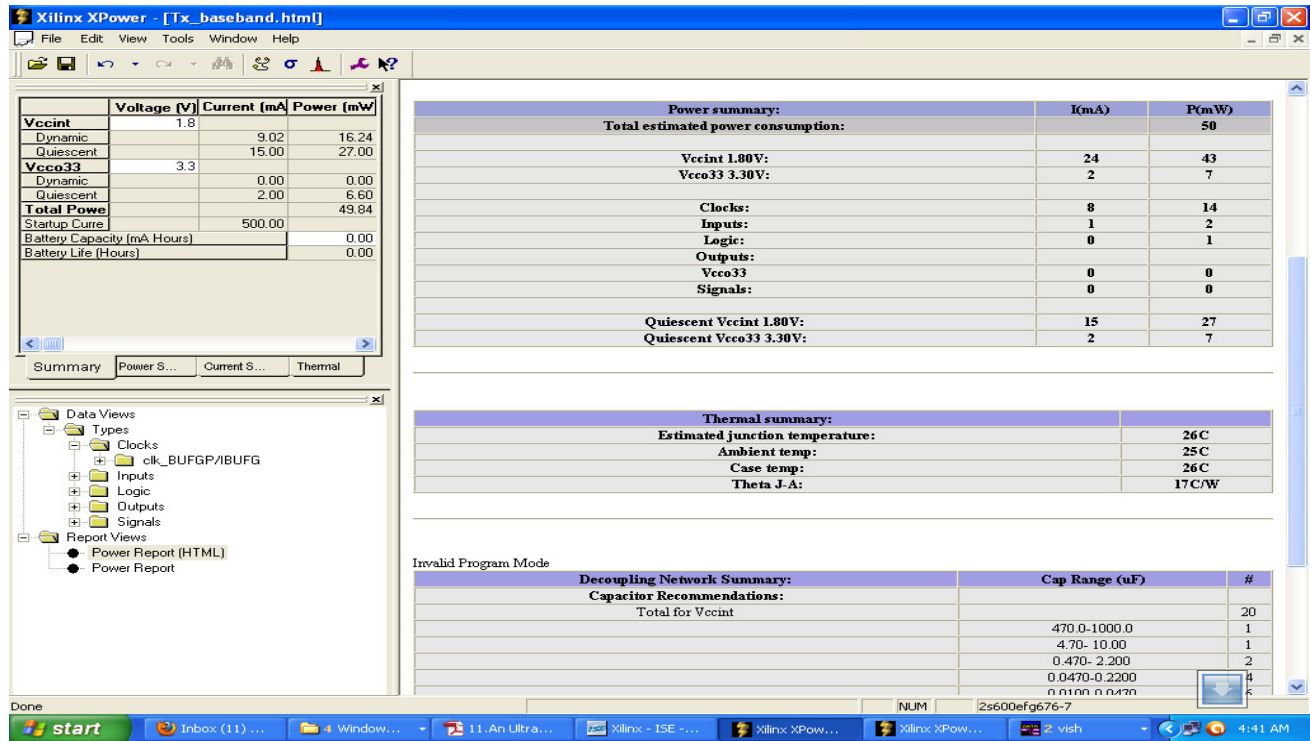 Xilinx XPower - [Tx_baseband.html]
File Edit View Tools Window Help
Voltage (V) Current (mA Power (mW
Vccint 1.8
Dynamic 9.02 16.24
Quiescent 15.00 27.00
Vcco33 3.3
Dynamic 0.00 0.00
Quiescent 2.00 6.60
Total Powe 49.84
Startup Curre 500.00
Battery Capacity (mA Hours) 0.00
Battery Life (Hours) 0.00
Summary Power S... Current S... Thermal
Data Views
Types
Clocks
clk_BUFGP/IBUFG
Inputs
Logic
Outputs
Signals
Report Views
Power Report (HTML)
Power Report
Power summary: I(mA) P(mW)
Total estimated power consumption: 50
Vccint 1.80V: 24 43
Vcco33 3.30V: 2 7
Clocks: 8 14
Inputs: 1 2
Logic: 0 1
Outputs:
Vcco33 0 0
Signals: 0 0
Quiescent Vccint 1.80V: 15 27
Quiescent Vcco33 3.30V: 2 7
Thermal summary:
Estimated junction temperature: 26C
Ambient temp: 25C
Case temp: 26C
Theta J-A: 17C/W
Invalid Program Mode
Decoupling Network Summary: Cap Range (uF) #
Capacitor Recommendations:
Total for Vccint 20
470.0-1000.0 1
4.70- 10.00 1
0.470- 2.200 2
0.0470-0.2200 4
0.0100-0.0470 6
Done NUM 2s600efg676-7
start Inbox (11) ... 4 Window... 11.An Ultra... Xilinx - ISE -... Xilinx XPow... Xilinx XPow... 2 vish 4:41 AM